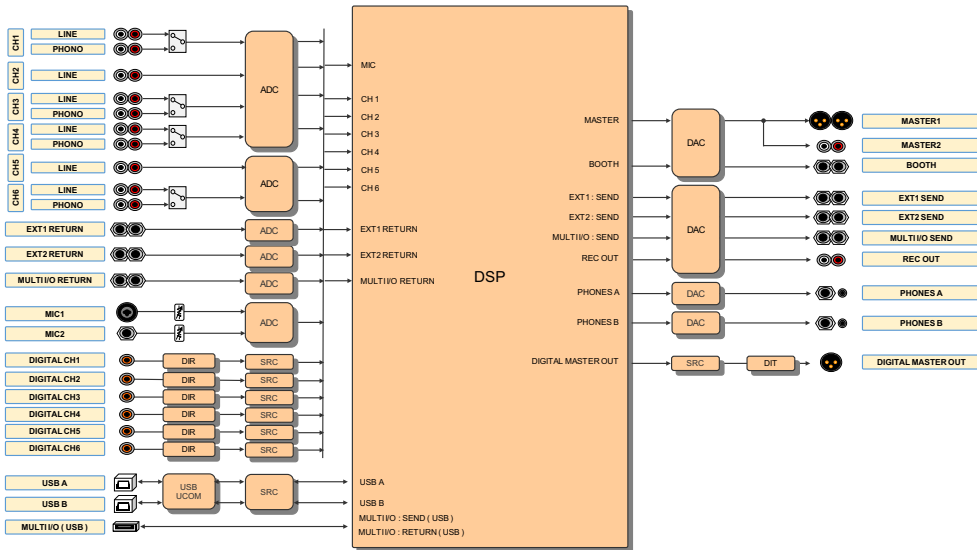 CH1
LINE
PHONO
CH2
LINE
CH3
LINE
PHONO
CH4
LINE
PHONO
CH5
LINE
CH6
LINE
PHONO
EXT1 RETURN
EXT2 RETURN
MULTI I/O RETURN
MIC1
MIC2
DIGITAL CH1
DIGITAL CH2
DIGITAL CH3
DIGITAL CH4
DIGITAL CH5
DIGITAL CH6
USB A
USB B
MULTI I/O ( USB )
ADC
ADC
ADC
ADC
ADC
ADC
DIR
SRC
DIR
SRC
DIR
SRC
DIR
SRC
DIR
SRC
DIR
SRC
USB
UCOM
SRC
MIC
CH 1
CH 2
CH 3
CH 4
CH 5
CH 6
EXT1 RETURN
EXT2 RETURN
MULTI I/O RETURN
USB A
USB B
MULTI I/O : SEND ( USB )
MULTI I/O : RETURN ( USB )
DSP
MASTER
BOOTH
EXT1 : SEND
EXT2 : SEND
MULTI I/O : SEND
REC OUT
PHONES A
PHONES B
DIGITAL MASTER OUT
DAC
DAC
DAC
DAC
SRC
DIT
MASTER1
MASTER2
BOOTH
EXT1 SEND
EXT2 SEND
MULTI I/O SEND
REC OUT
PHONES A
PHONES B
DIGITAL MASTER OUT